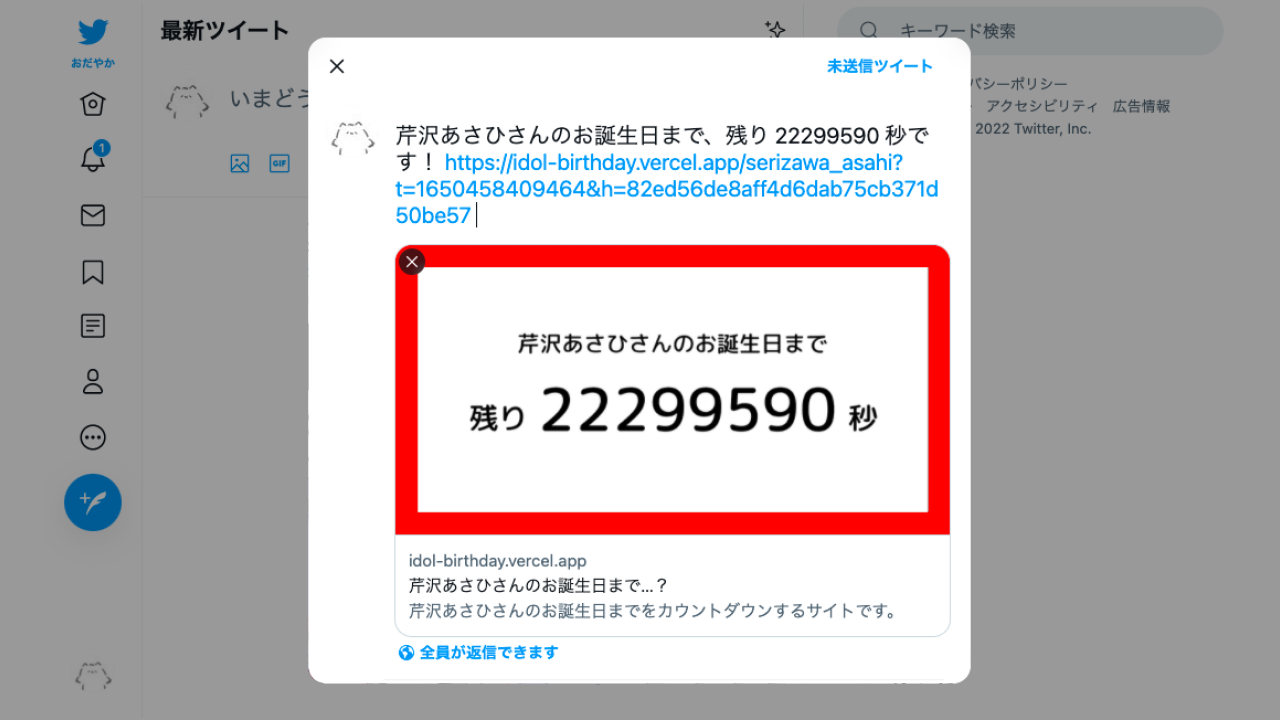 最新ツイート
キーワード検索
おだやか
未送信ツイート
いまどう
バシーポリシー
アクセシビリティ 広告情報
2022 Twitter, Inc.
1
GIF
芹沢あさひさんのお誕生日まで、残り 22299590 秒で
す! https://idol-birthday.vercel.app/serizawa_asahi?
t=1650458409464&h=82ed56de8aff4d6dab75cb371d
50be57
芹沢あさひさんのお誕生日まで
残り 22299590 秒
idol-birthday.vercel.app
芹沢あさひさんのお誕生日まで...?
芹沢あさひさんのお誕生日までをカウントダウンするサイトです。
全員が返信できます